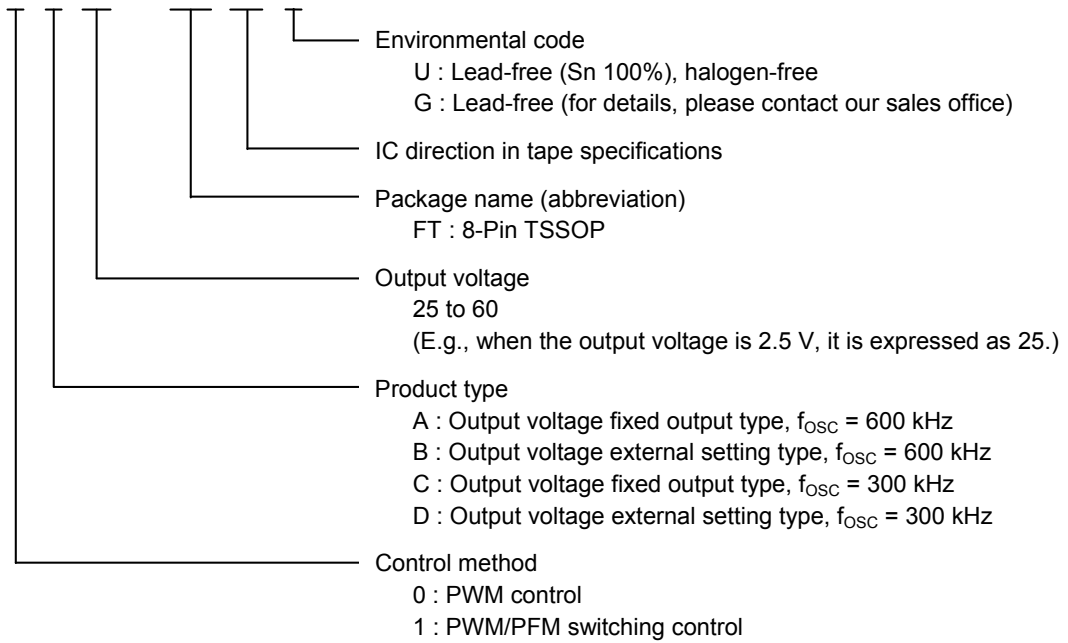 Environmental code
U : Lead-free (Sn 100%), halogen-free
G : Lead-free (for details, please contact our sales office)
IC direction in tape specifications
Package name (abbreviation)
FT : 8-Pin TSSOP
Output voltage
25 to 60
(E.g., when the output voltage is 2.5 V, it is expressed as 25.)
Product type
A : Output voltage fixed output type, fOSC = 600 kHz
B : Output voltage external setting type, fOSC = 600 kHz
C : Output voltage fixed output type, fOSC = 300 kHz
D : Output voltage external setting type, fOSC = 300 kHz
Control method
0 : PWM control
1 : PWM/PFM switching control